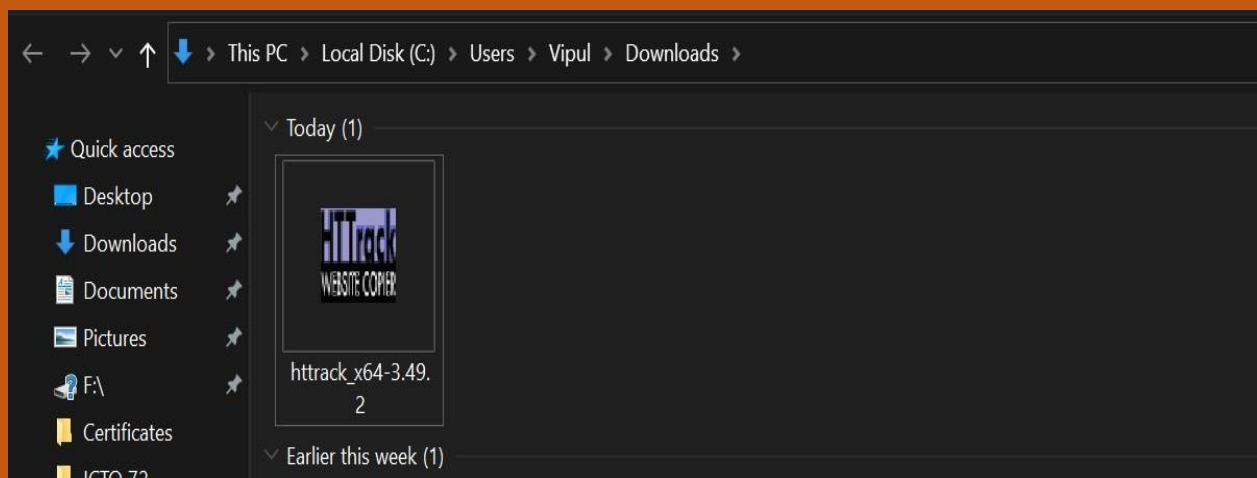 This PC > Local Disk (C:) > Users > Vipul > Downloads >
Today (1)
Quick access
Desktop
Downloads
Documents
Pictures
F:\
Certificates
HTTrack
WEBSITE COPIER
httrack_x64-3.49.
2
Earlier this week (1)